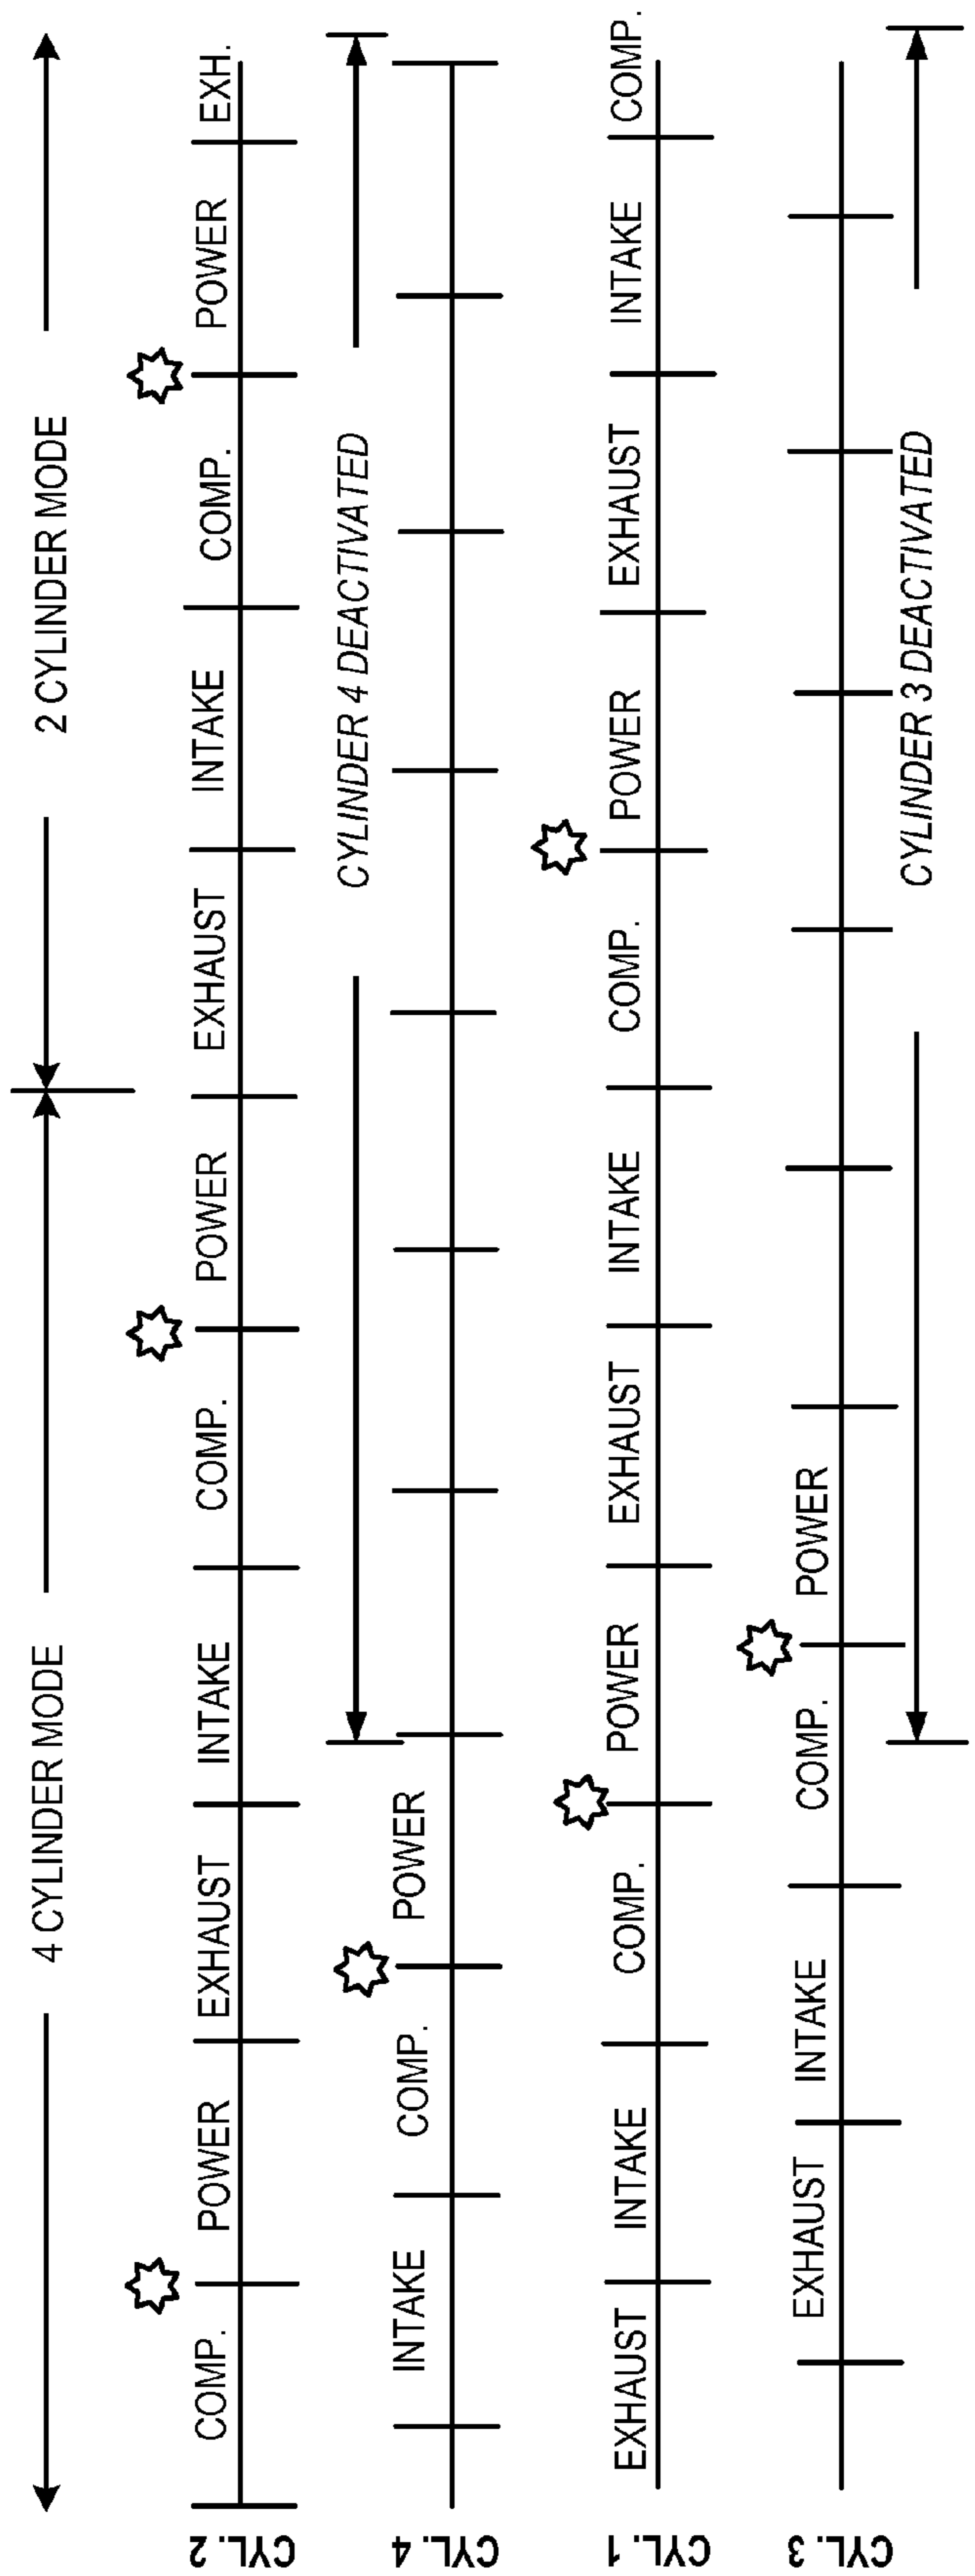 4 CYLINDER MODE 2 CYLINDER MODE
CYL. 2 COMP. POWER EXHAUST INTAKE COMP. POWER EXHAUST INTAKE COMP. POWER EXH.
CYLINDER 4 DEACTIVATED
CYL. 4 INTAKE COMP. POWER
CYL. 1 EXHAUST INTAKE COMP. POWER EXHAUST INTAKE COMP. POWER EXHAUST INTAKE COMP.
CYL. 3 EXHAUST INTAKE COMP. POWER
CYLINDER 3 DEACTIVATED